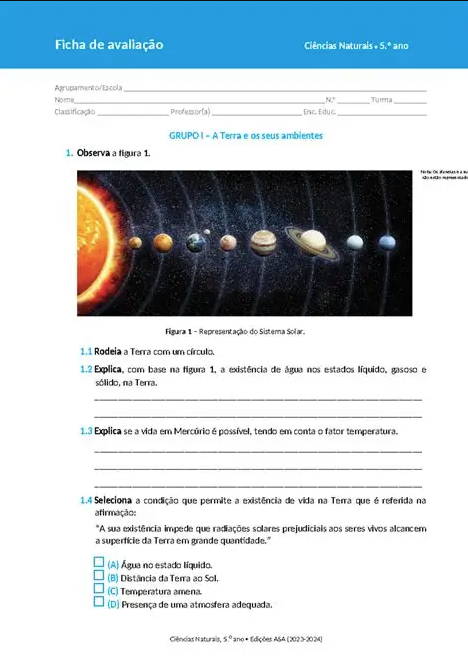 Ficha de avaliação
Ciências Naturais • 5.º ano
Agrupamento/Escola
Nome N.º Turma
Classificação Professor(a) Enc. Educ.
GRUPO I – A Terra e os seus ambientes
1. Observa a figura 1.
Nota: Os planetas e a
não estão
Figura 1 – Representação do Sistema Solar.
1.1 Rodeia a Terra com um círculo.
1.2 Explica, com base na figura 1, a existência de água nos estados líquido, gasoso e
sólido, na Terra.
1.3 Explica se a vida em Mercúrio é possível, tendo em conta o fator temperatura.
1.4 Seleciona a condição que permite a existência de vida na Terra que é referida na
afirmação:
“A sua existência impede que radiações solares prejudiciais aos seres vivos alcancem
a superfície da Terra em grande quantidade.”
(A) Água no estado líquido.
(B) Distância da Terra ao Sol.
(C) Temperatura amena.
(D) Presença de uma atmosfera adequada.
Ciências Naturais, 5.º ano • Edições ASA (2023-2024)